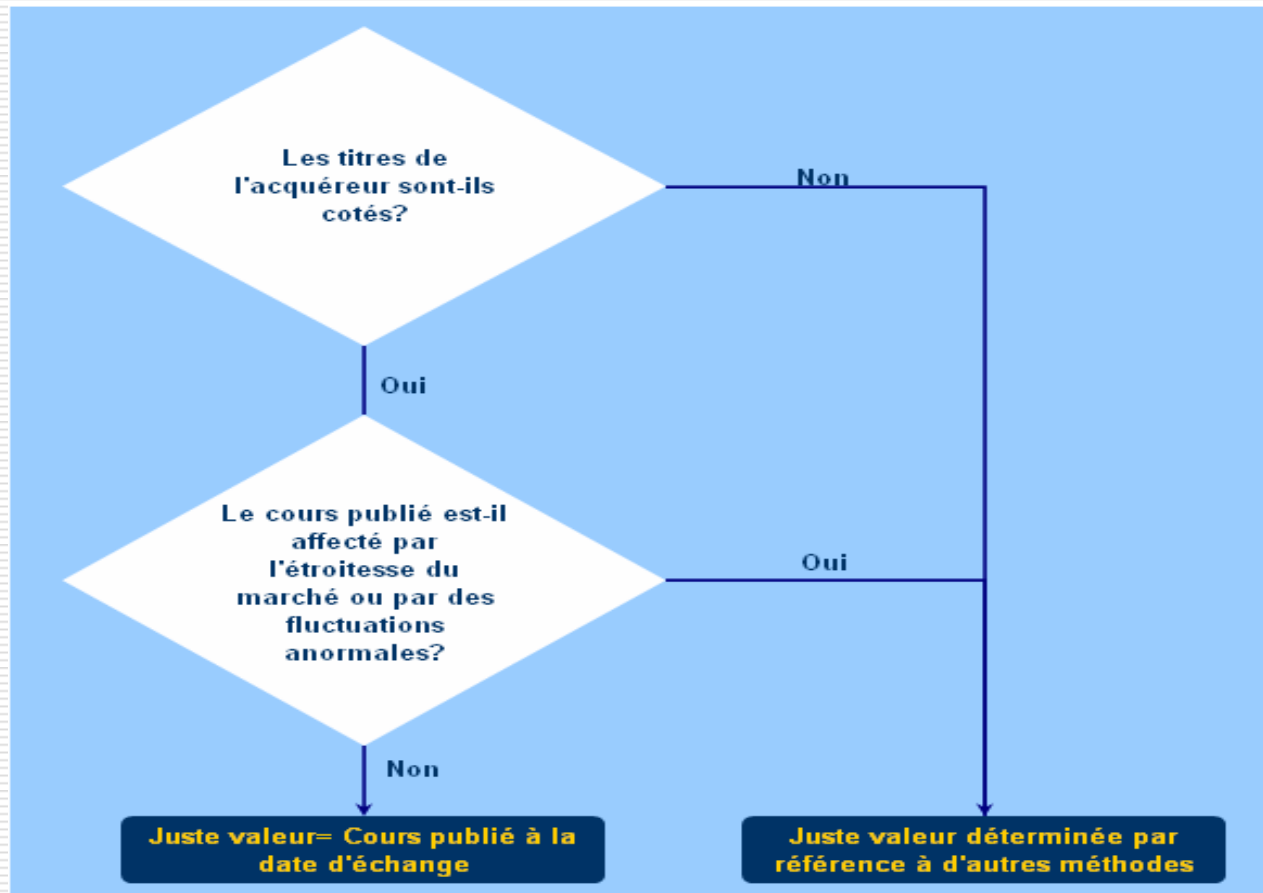 Les titres de
l'acquéreur sont-ils
cotés?
Non
Oui
Le cours publié est-il
affecté par
l'étroitesse du
marché ou par des
fluctuations
anormales?
Oui
Non
Juste valeur= Cours publié à la
date d'échange
Juste valeur déterminée par
référence à d'autres méthodes